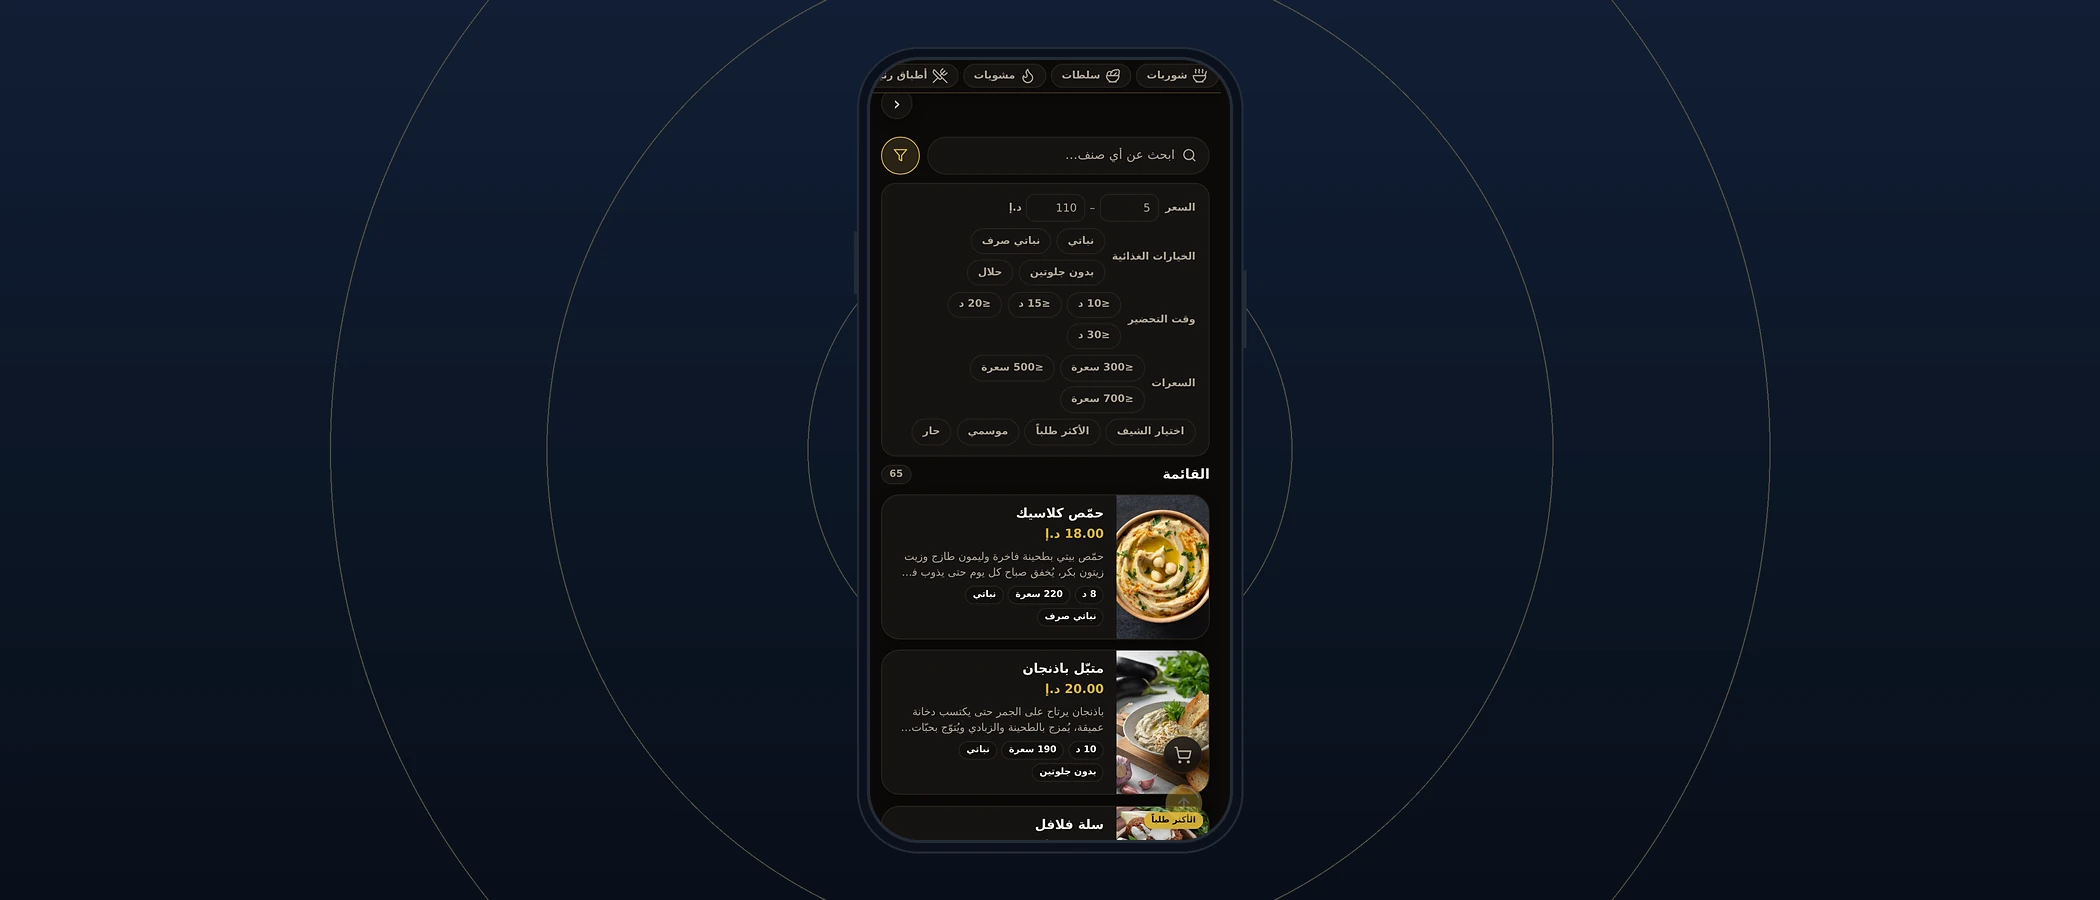 شوربات سلطات مشويات أطباق
ابحث عن أي صنف...
السعر 5 – 110 د.إ
نباتي نباتي صرف
الخيارات الغذائية
بدون جلوتين حلال
≤10 د ≤15 د ≤20 د
وقت التحضير
≤30 د
≤300 سعرة ≤500 سعرة
السعرات
≤700 سعرة
اختيار الشيف الأكثر طلباً موسمي حار
القائمة 65
حمّص كلاسيك
18.00 د.إ
حمّص بيتي بطحينة فاخرة وليمون طازج وزيت
زيتون بكر، يُخفق صباح كل يوم حتى يذوب ف...
8 د 220 سعرة نباتي
نباتي صرف
متبّل باذنجان
20.00 د.إ
باذنجان يرتاح على الجمر حتى يكتسب دخانة
عميقة، يُمزج بالطحينة والزبادي ويُتوّج بحبّات...
10 د 190 سعرة نباتي
بدون جلوتين
الأكثر طلباً
سلة فلافل